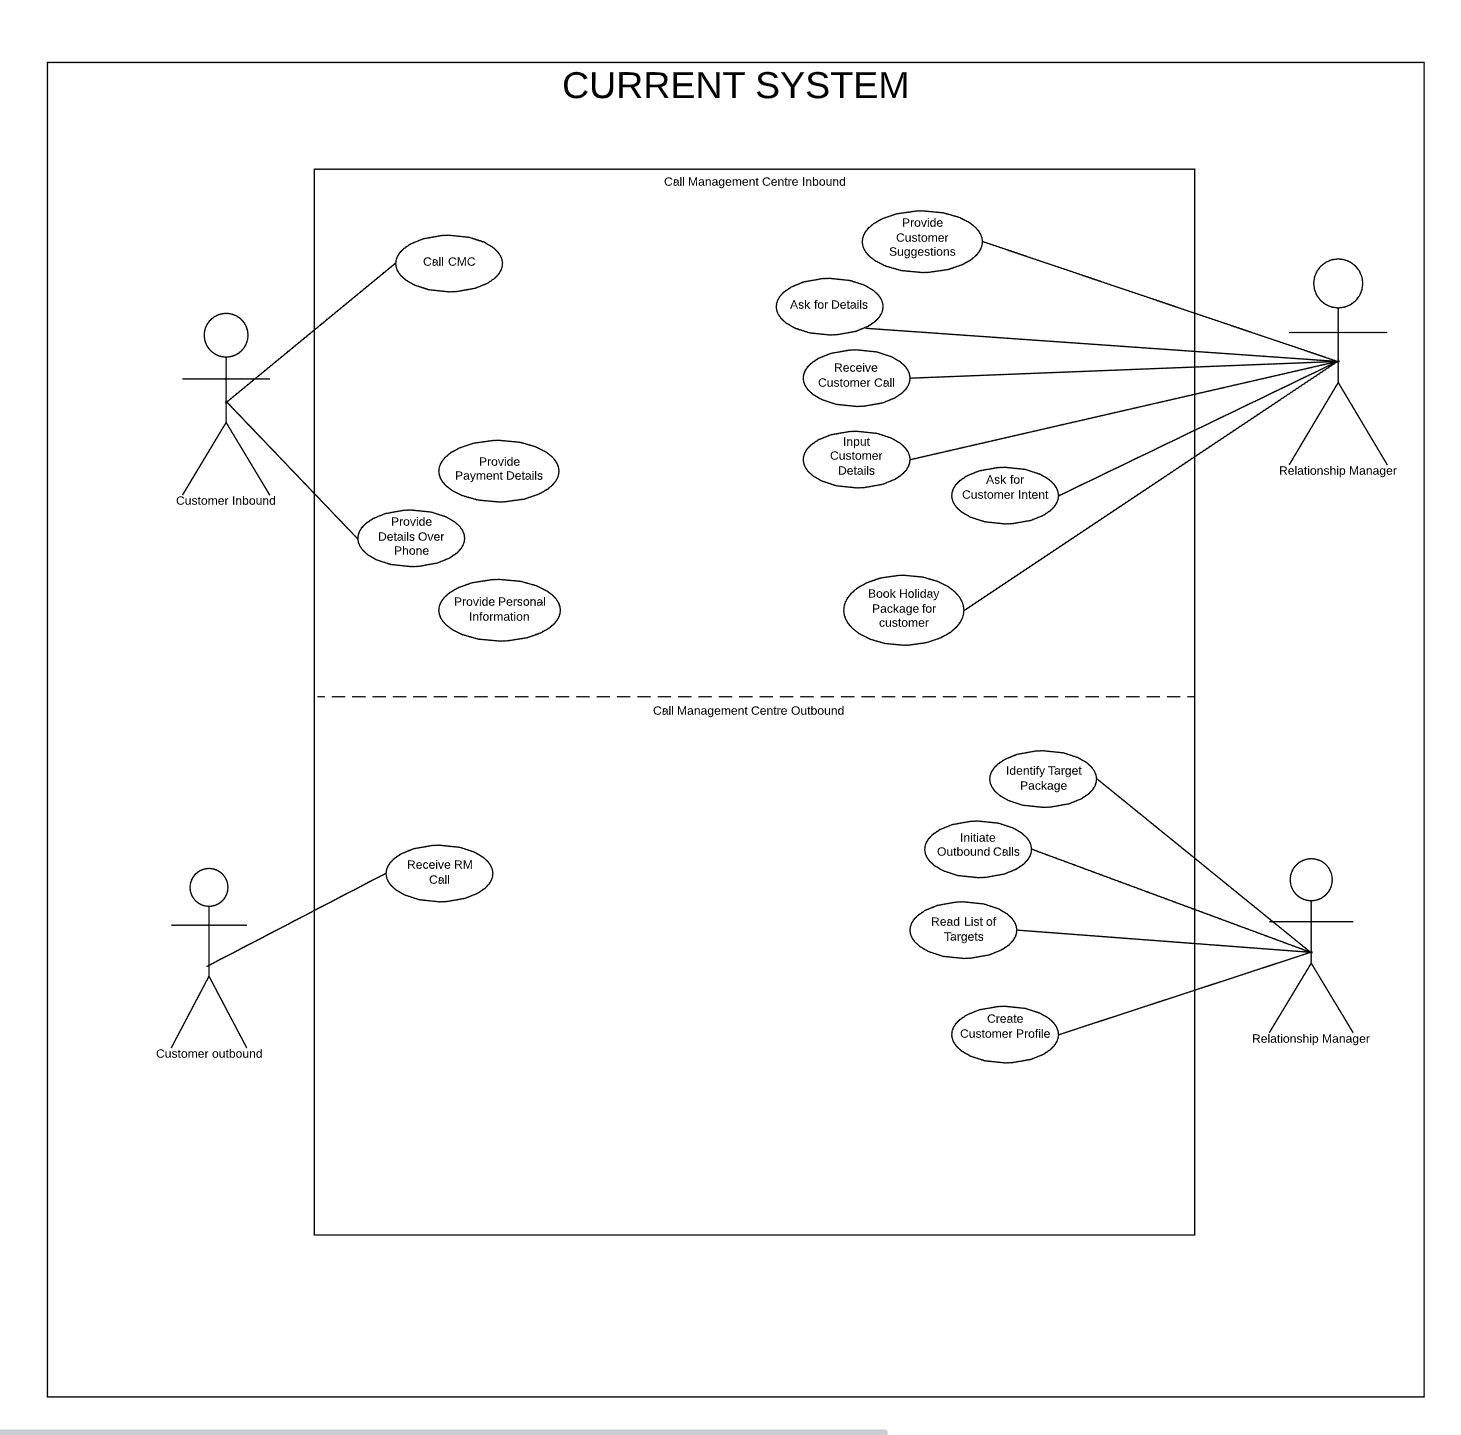 CURRENT SYSTEM
Call Management Centre Inbound
Call CMC
Provide
Customer
Suggestions
Ask for Details
Receive
Customer Call
Input
Customer
Details
Ask for
Customer Intent
Relationship Manager
Customer Inbound
Provide
Payment Details
Provide
Details Over
Phone
Provide Personal
Information
Book Holiday
Package for
customer
Call Management Centre Outbound
Identify Target
Package
Initiate
Outbound Calls
Receive RM
Call
Read List of
Targets
Create
Customer Profile
Relationship Manager
Customer outbound